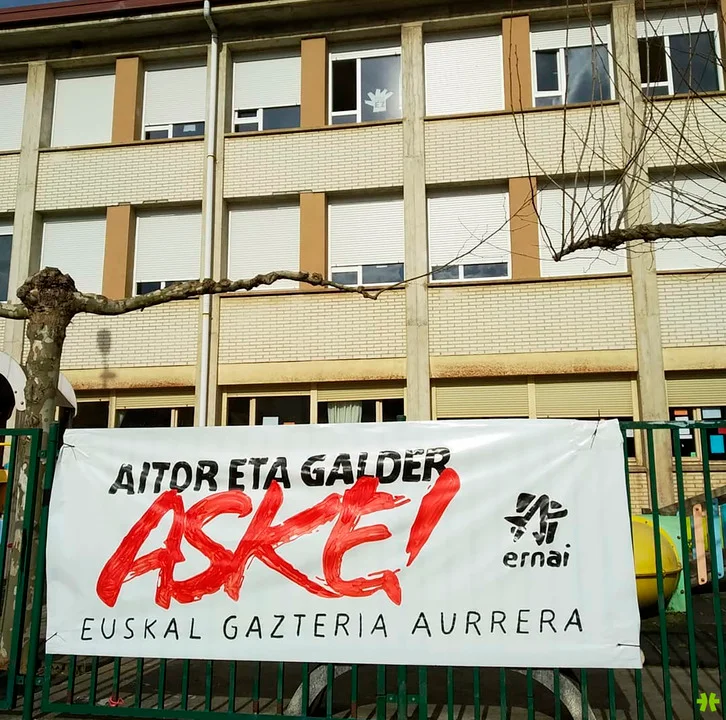 AITOR ETA GALDER
ASKE!
ernai
EUSKAL GAZTERIA AURRERA